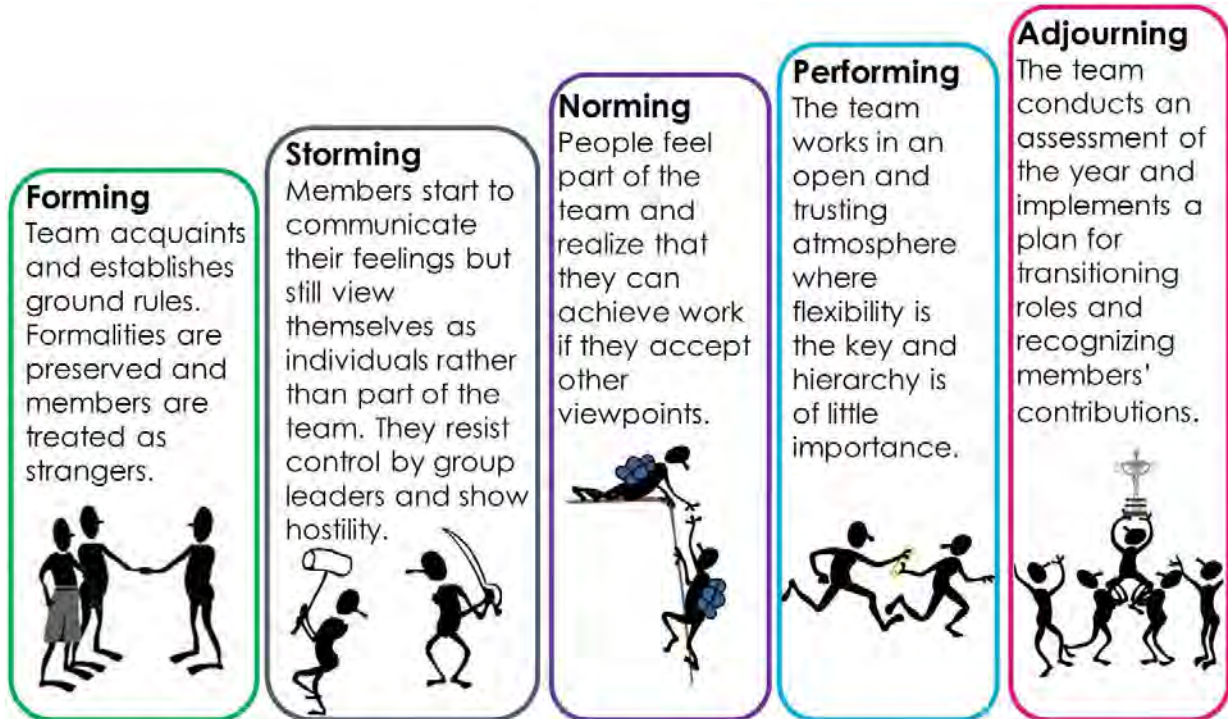 Forming
Team acquaints
and establishes
ground rules.
Formalities are
preserved and
members are
treated as
strangers.
Storming
Members start to
communicate
their feelings but
still view
themselves as
individuals rather
than part of the
team. They resist
control by group
leaders and show
hostility.
Norming
People feel
part of the
team and
realize that
they can
achieve work
if they accept
other
viewpoints.
Performing
The team
works in an
open and
trusting
atmosphere
where
flexibility is
the key and
hierarchy is
of little
importance.
Adjourning
The team
conducts an
assessment of
the year and
implements a
plan for
transitioning
roles and
recognizing
members'
contributions.